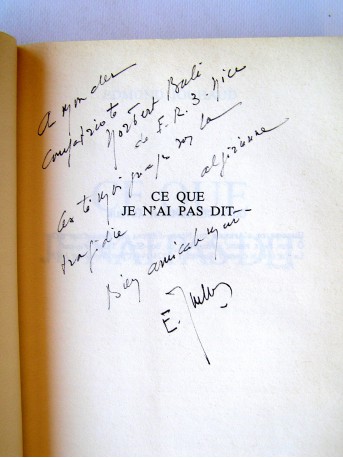 A mon cher
compatriote Norbert Bali
de F.R.3 Nice
ce témoignage sur la
tragédie algérienne
CE QUE
JE N'AI PAS DIT
Bien amicalement
E.